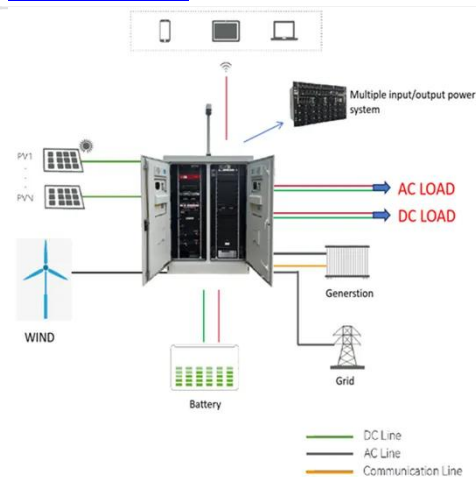 Multiple input/output power
system
PV1
PVN
AC LOAD
DC LOAD
WIND
Generstion
Grid
Battery
DC Line
AC Line
Communication Line